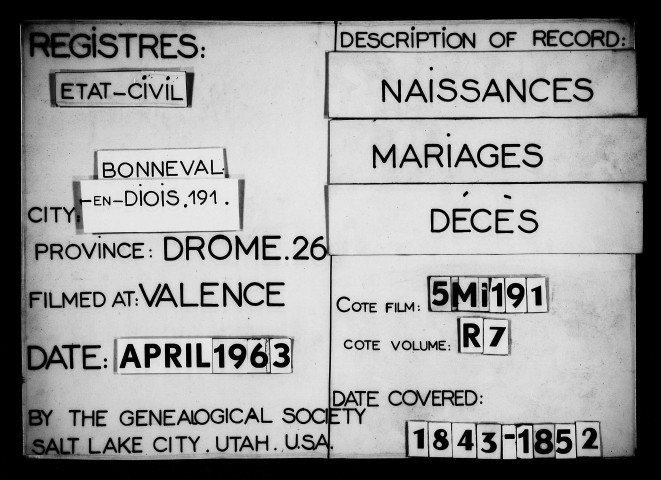 REGISTRES:
ETAT-CIVIL
BONNEVAL
-EN-DIOIS.191.
CITY:
PROVINCE: DROME.26
FILMED AT: VALENCE
DATE: APRIL 1963
BY THE GENEALOGICAL SOCIETY
SALT LAKE CITY. UTAH. U.S.A.
DESCRIPTION OF RECORD:
NAISSANCES
MARIAGES
DÉCÈS
COTE FILM: 5Mi191
COTE VOLUME: R7
DATE COVERED:
1843-1852